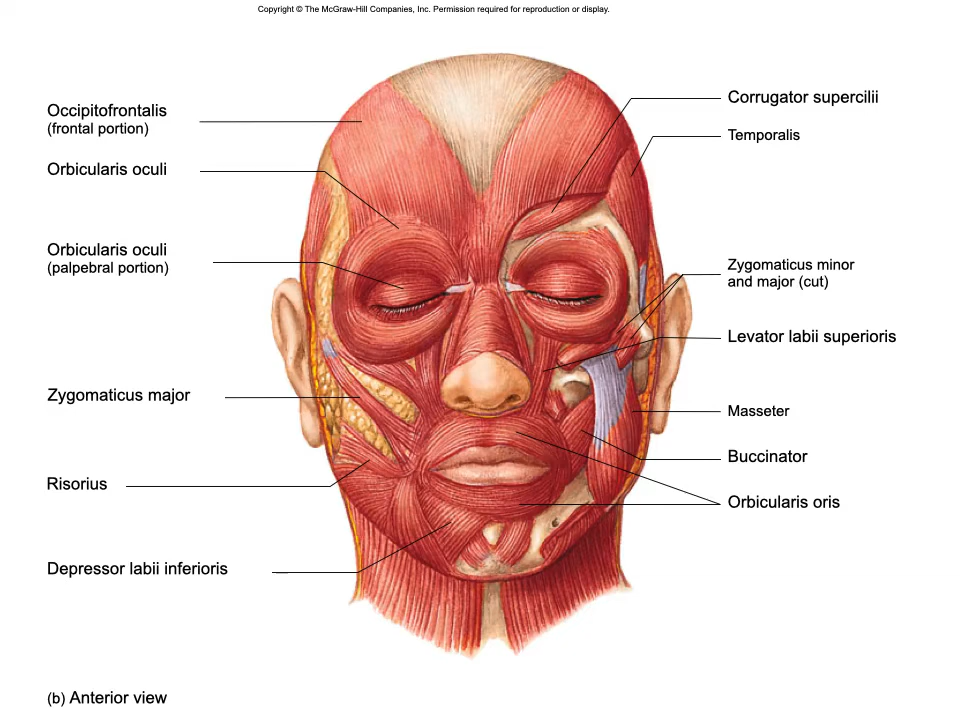 Copyright © The McGraw-Hill Companies, Inc. Permission required for reproduction or display.
Occipitofrontalis
(frontal portion)
Orbicularis oculi
Orbicularis oculi
(palpebral portion)
Zygomaticus major
Risorius
Depressor labii inferioris
Corrugator supercilii
Temporalis
Zygomaticus minor
and major (cut)
Levator labii superioris
Masseter
Buccinator
Orbicularis oris
(b) Anterior view